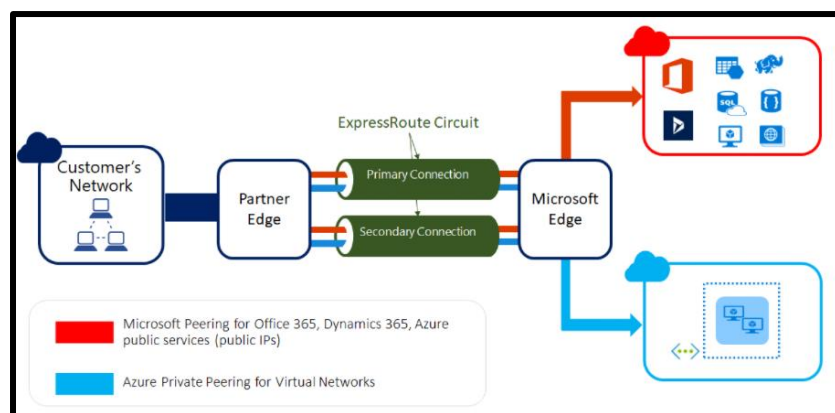 ExpressRoute Circuit
Customer's
Network
Partner
Edge
Primary Connection
Secondary Connection
Microsoft
Edge
SQL
Microsoft Peering for Office 365, Dynamics 365, Azure
public services (public IPs)
Azure Private Peering for Virtual Networks